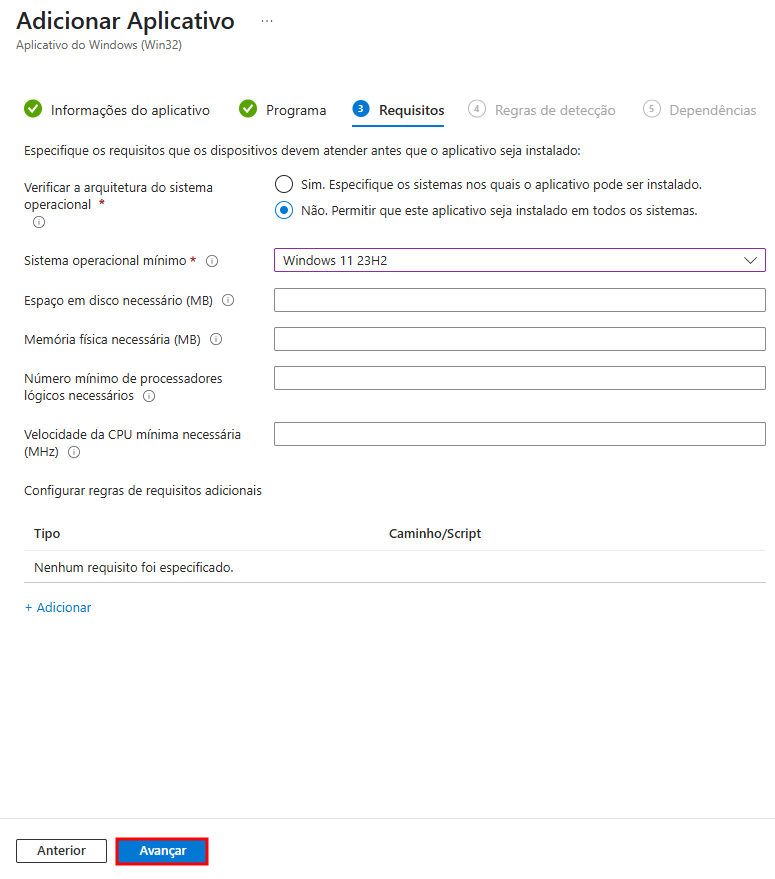 Adicionar Aplicativo ...
Aplicativo do Windows (Win32)
Informações do aplicativo
Programa
3 Requisitos
4 Regras de detecção
5 Dependências
Especifique os requisitos que os dispositivos devem atender antes que o aplicativo seja instalado:
Verificar a arquitetura do sistema
operacional *
Sim. Especifique os sistemas nos quais o aplicativo pode ser instalado.
Não. Permitir que este aplicativo seja instalado em todos os sistemas.
Sistema operacional mínimo *
Windows 11 23H2
Espaço em disco necessário (MB)
Memória física necessária (MB)
Número mínimo de processadores
lógicos necessários
Velocidade da CPU mínima necessária
(MHz)
Configurar regras de requisitos adicionais
Tipo Caminho/Script
Nenhum requisito foi especificado.
+ Adicionar
Anterior Avançar